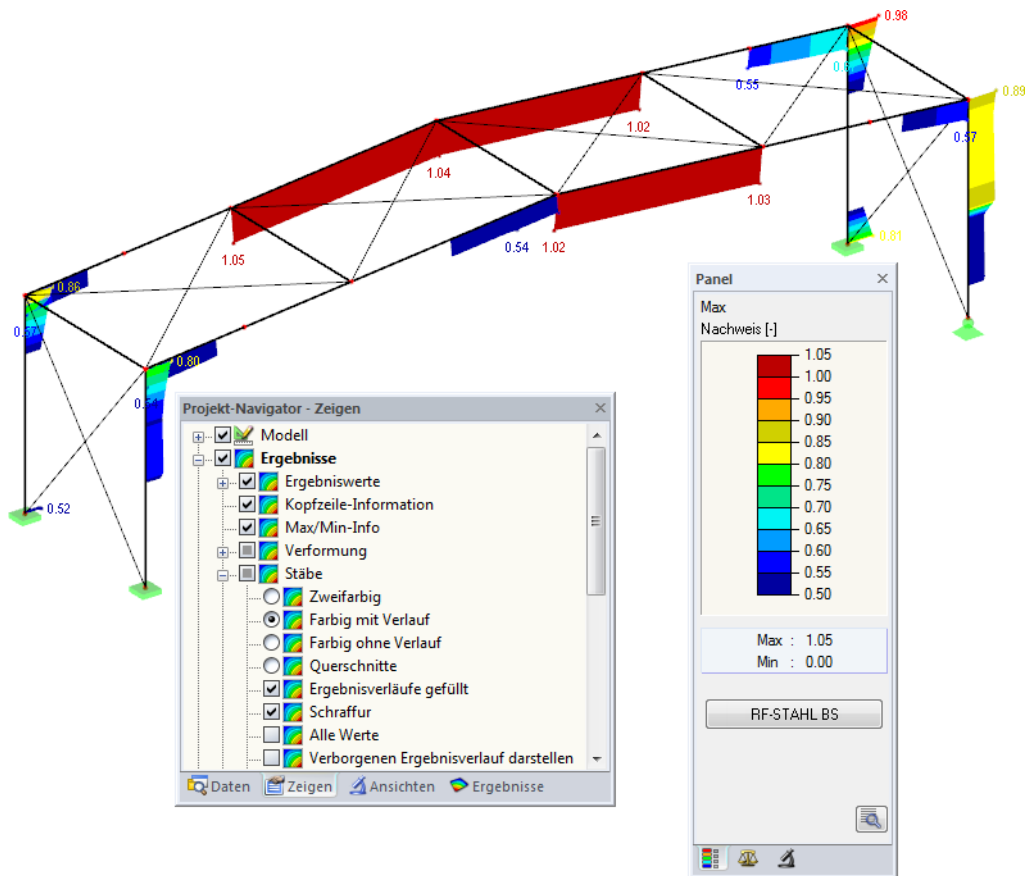 0.98
0.6
0.55
0.89
0.57
1.02
1.04
1.03
1.05
0.54
1.02
0.81
0.86
0.57
0.80
0.52
Panel
Max
Nachweis [-]
1.05
1.00
0.95
0.90
0.85
0.80
0.75
0.70
0.65
0.60
0.55
0.50
Max : 1.05
Min : 0.00
RF-STAHL BS
Projekt-Navigator - Zeigen
Modell
Ergebnisse
Ergebniswerte
Kopfzeile-Information
Max/Min-Info
Verformung
Stäbe
Zweifarbig
Farbig mit Verlauf
Farbig ohne Verlauf
Querschnitte
Ergebnisverläufe gefüllt
Schraffur
Alle Werte
Verborgenen Ergebnisverlauf darstellen
Daten Zeigen Ansichten Ergebnisse